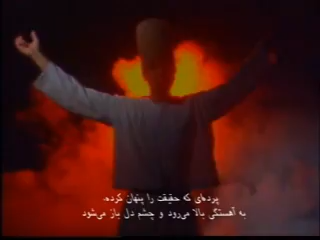 پرده‌ای که حقیقت را پنهان کرده،
به آهستگی بالا می‌رود و چشم دل باز می‌شود